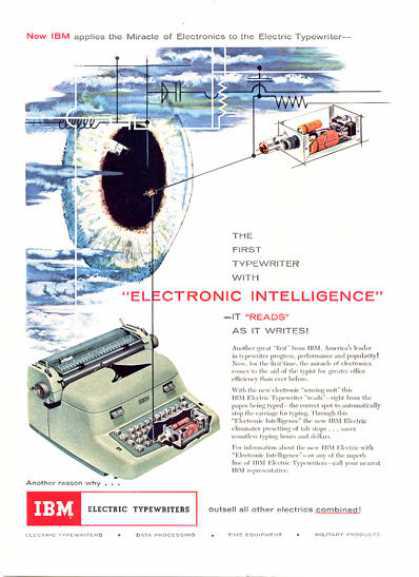 Now IBM applies the Miracle of Electronics to the Electric Typewriter—
THE
FIRST
TYPEWRITER
WITH
"ELECTRONIC INTELLIGENCE"
—IT "READS"
AS IT WRITES!
Another great "first" from IBM, America's leader
in typewriter progress, performance and popularity!
Now, for the first time, the miracle of electronics
comes to the aid of the typist for greater office
efficiency than ever before.
With the new electronic "sensing unit" this
IBM Electric Typewriter "reads"—right from the
paper being typed—the correct spot to automatically
stop the carriage for typing. Through this
"Electronic Intelligence" the new IBM Electric
eliminates presetting of tab stops . . . saves
countless typing hours and dollars.
For information about the new IBM Electric with
"Electronic Intelligence"—or any of the superb
line of IBM Electric Typewriters—call your nearest
IBM representative.
Another reason why . . .
IBM ELECTRIC TYPEWRITERS outsell all other electrics combined!
ELECTRIC TYPEWRITERS • DATA PROCESSING • TIME EQUIPMENT • MILITARY PRODUCTS